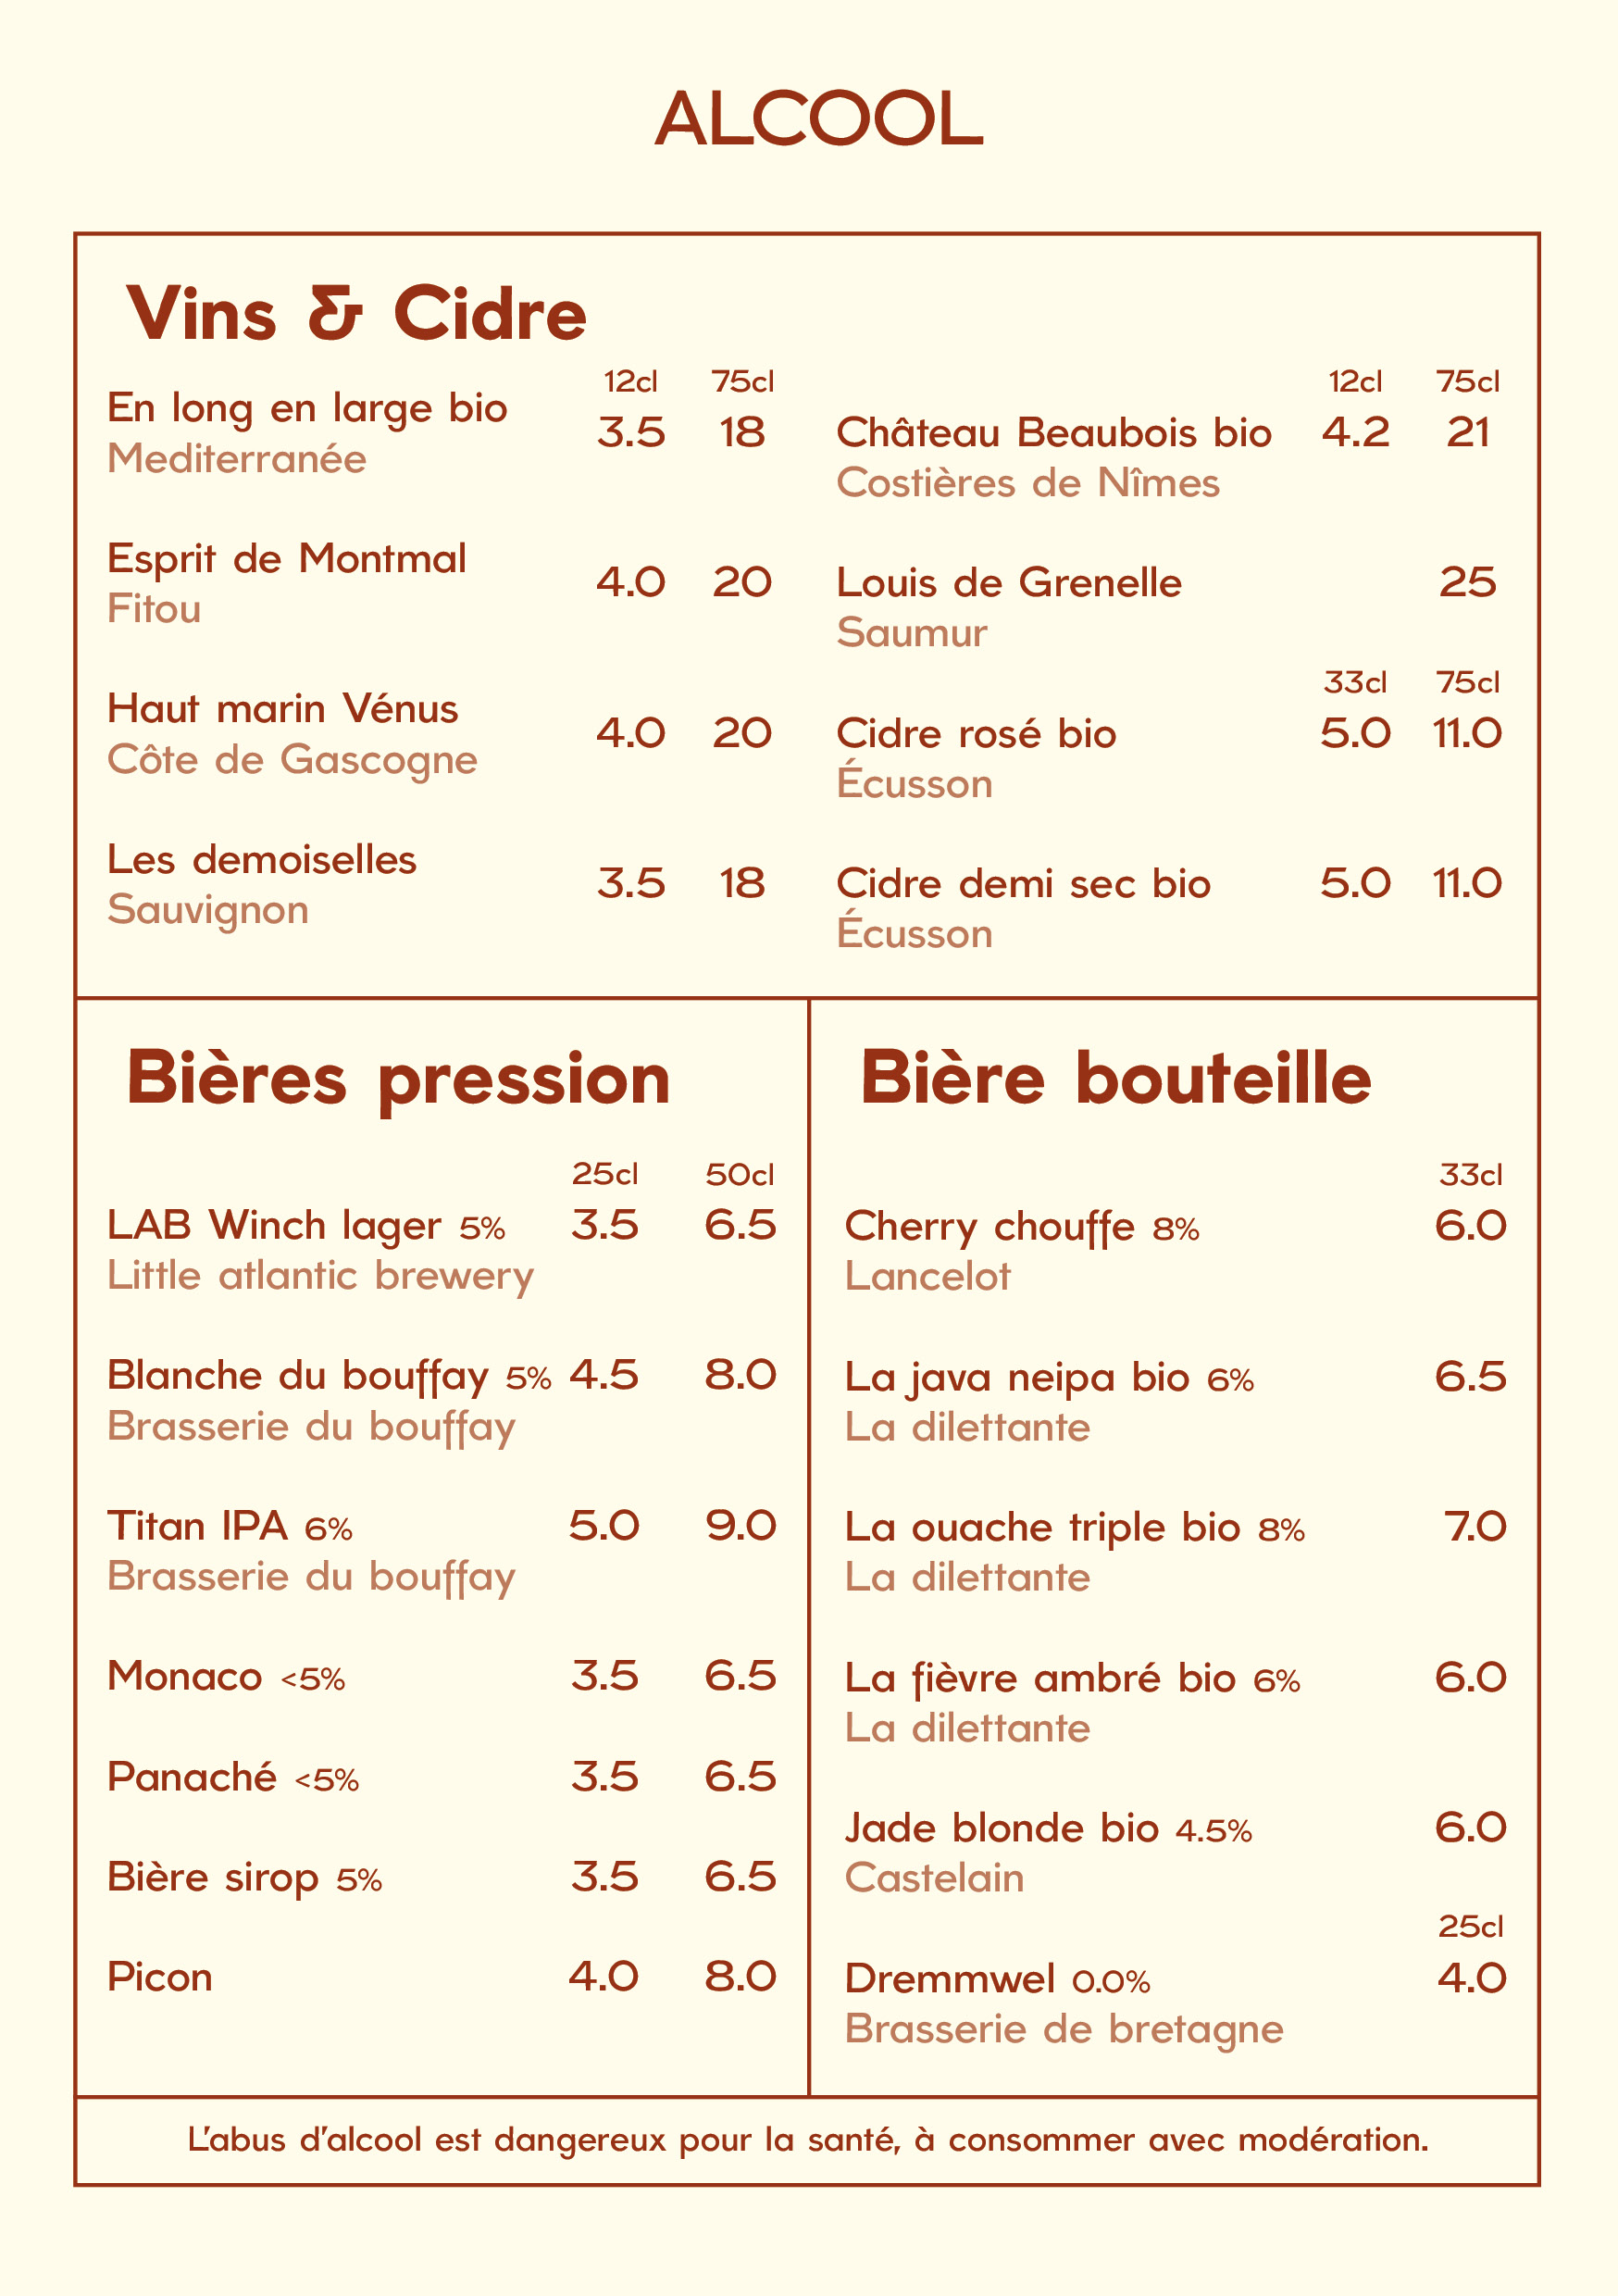 ALCOOL
Vins & Cidre
12cl 75cl
En long en large bio 3.5 18
Mediterranée
Esprit de Montmal 4.0 20
Fitou
Haut marin Vénus 4.0 20
Côte de Gascogne
Les demoiselles 3.5 18
Sauvignon
12cl 75cl
Château Beaubois bio 4.2 21
Costières de Nîmes
Louis de Grenelle 25
Saumur
33cl 75cl
Cidre rosé bio 5.0 11.0
Écusson
Cidre demi sec bio 5.0 11.0
Écusson
Bières pression
25cl 50cl
LAB Winch lager 5% 3.5 6.5
Little atlantic brewery
Blanche du bouffay 5% 4.5 8.0
Brasserie du bouffay
Titan IPA 6% 5.0 9.0
Brasserie du bouffay
Monaco <5% 3.5 6.5
Panaché <5% 3.5 6.5
Bière sirop 5% 3.5 6.5
Picon 4.0 8.0
Bière bouteille
33cl
Cherry chouffe 8% 6.0
Lancelot
La java neipa bio 6% 6.5
La dilettante
La ouache triple bio 8% 7.0
La dilettante
La fièvre ambré bio 6% 6.0
La dilettante
Jade blonde bio 4.5% 6.0
Castelain
25cl
Dremmwel 0.0% 4.0
Brasserie de bretagne
L'abus d'alcool est dangereux pour la santé, à consommer avec modération.